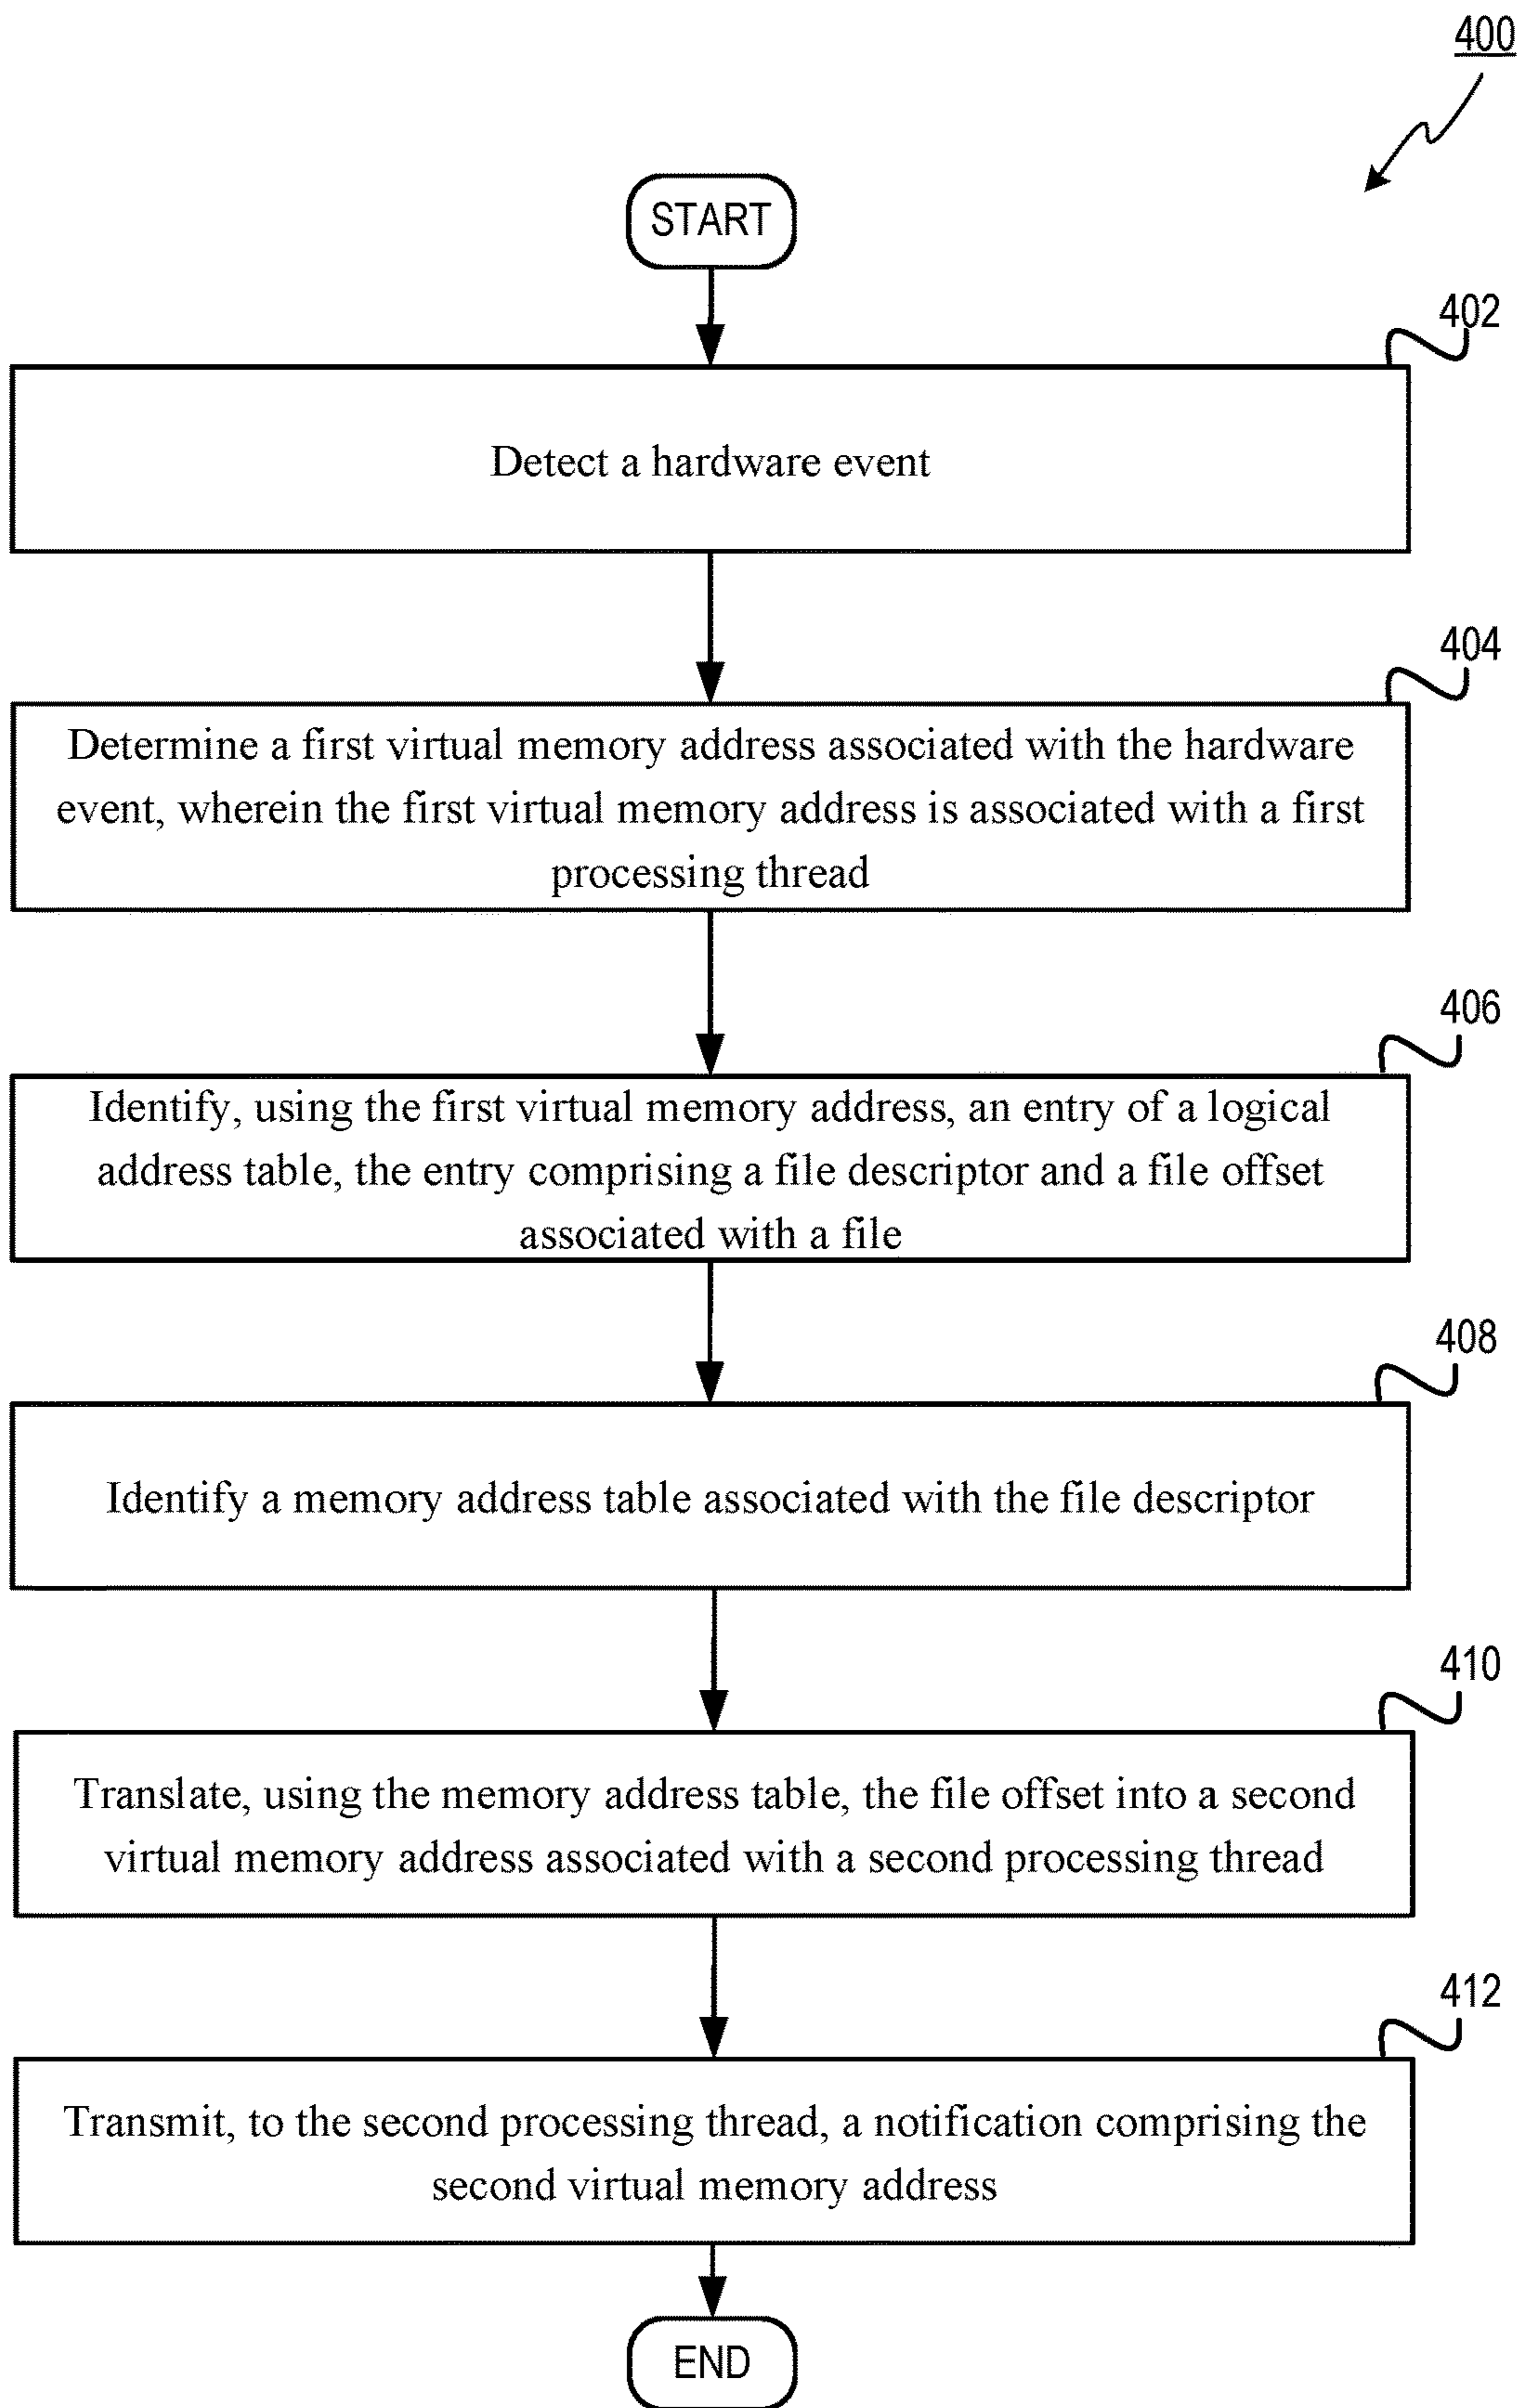 400
START
402
Detect a hardware event
404
Determine a first virtual memory address associated with the hardware
event, wherein the first virtual memory address is associated with a first
processing thread
406
Identify, using the first virtual memory address, an entry of a logical
address table, the entry comprising a file descriptor and a file offset
associated with a file
408
Identify a memory address table associated with the file descriptor
410
Translate, using the memory address table, the file offset into a second
virtual memory address associated with a second processing thread
412
Transmit, to the second processing thread, a notification comprising the
second virtual memory address
END